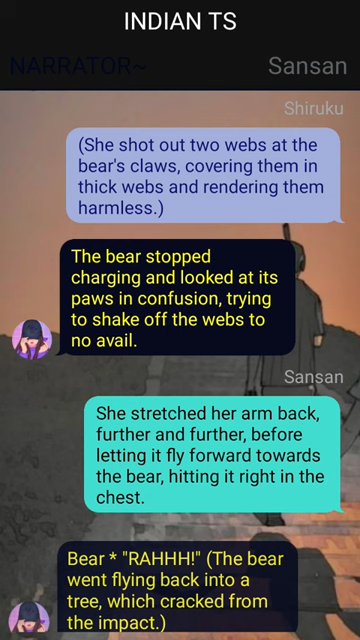 INDIAN TS
NARRATOR~ Sansan
Shiruku
(She shot out two webs at the
bear's claws, covering them in
thick webs and rendering them
harmless.)
The bear stopped
charging and looked at its
paws in confusion, trying
to shake off the webs to
no avail.
Sansan
She stretched her arm back,
further and further, before
letting it fly forward towards
the bear, hitting it right in the
chest.
Bear * "RAHHH!" (The bear
went flying back into a
tree, which cracked from
the impact.)